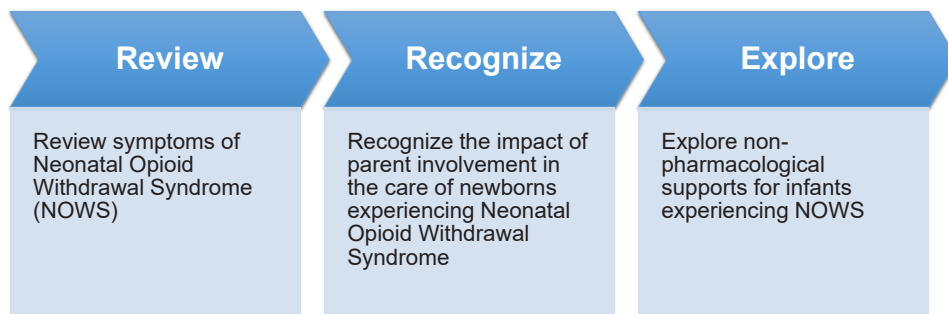 Review
Review symptoms of
Neonatal Opioid
Withdrawal Syndrome
(NOWS)
Recognize
Recognize the impact of
parent involvement in
the care of newborns
experiencing Neonatal
Opioid Withdrawal
Syndrome
Explore
Explore non-
pharmacological
supports for infants
experiencing NOWS